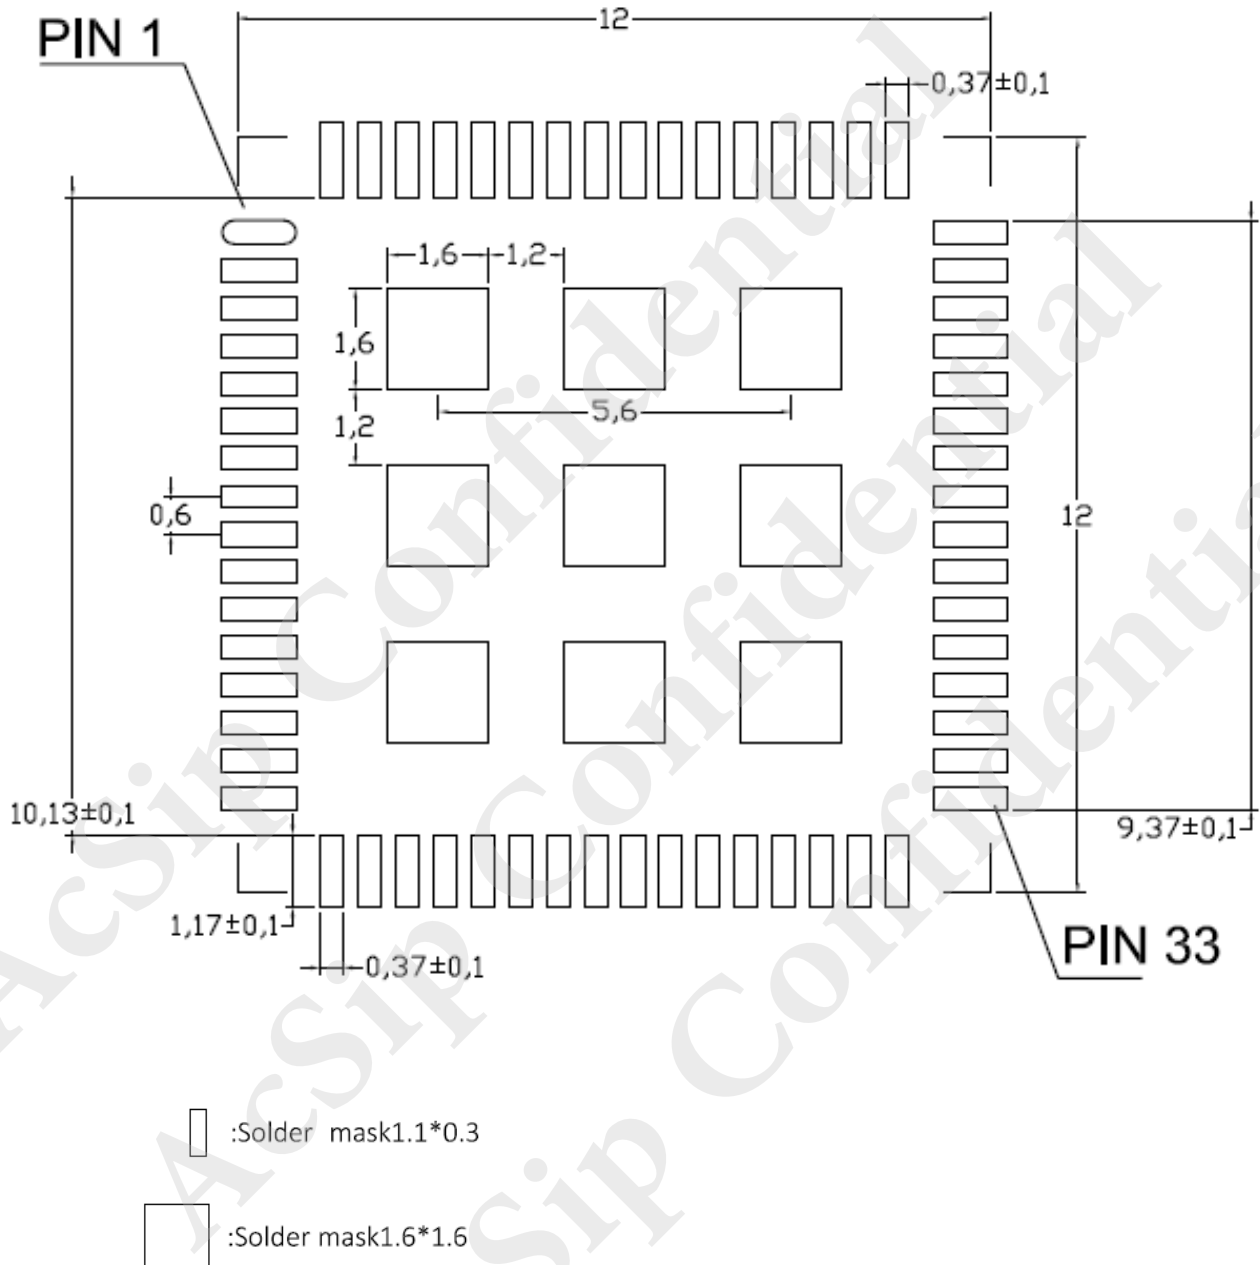 12
PIN 1
0,37±0,1
1,6
1,2
1,6
5,6
1,2
0,6
12
10,13±0,1
9,37±0,1
1,17±0,1
PIN 33
0,37±0,1
:Solder mask1.1*0.3
:Solder mask1.6*1.6
AcSip Confidential
AcSip Confidential
Sip Confidential